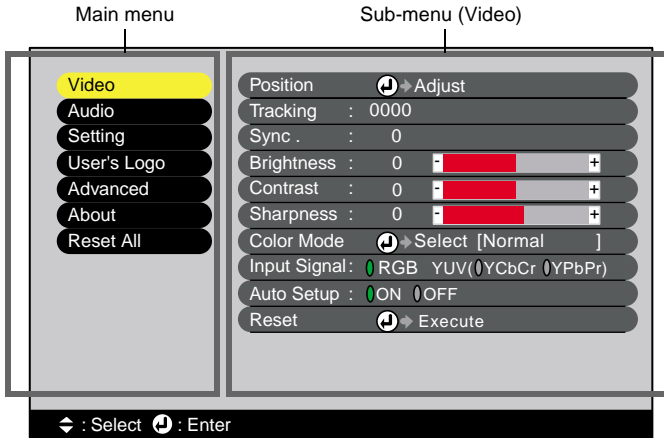 Main menu
Sub-menu (Video)
Video
Audio
Setting
User's Logo
Advanced
About
Reset All
Position Adjust
Tracking : 0000
Sync . : 0
Brightness : 0 - +
Contrast : 0 - +
Sharpness : 0 - +
Color Mode Select [Normal ]
Input Signal : RGB YUV( YCbCr YPbPr)
Auto Setup : ON OFF
Reset Execute
: Select : Enter